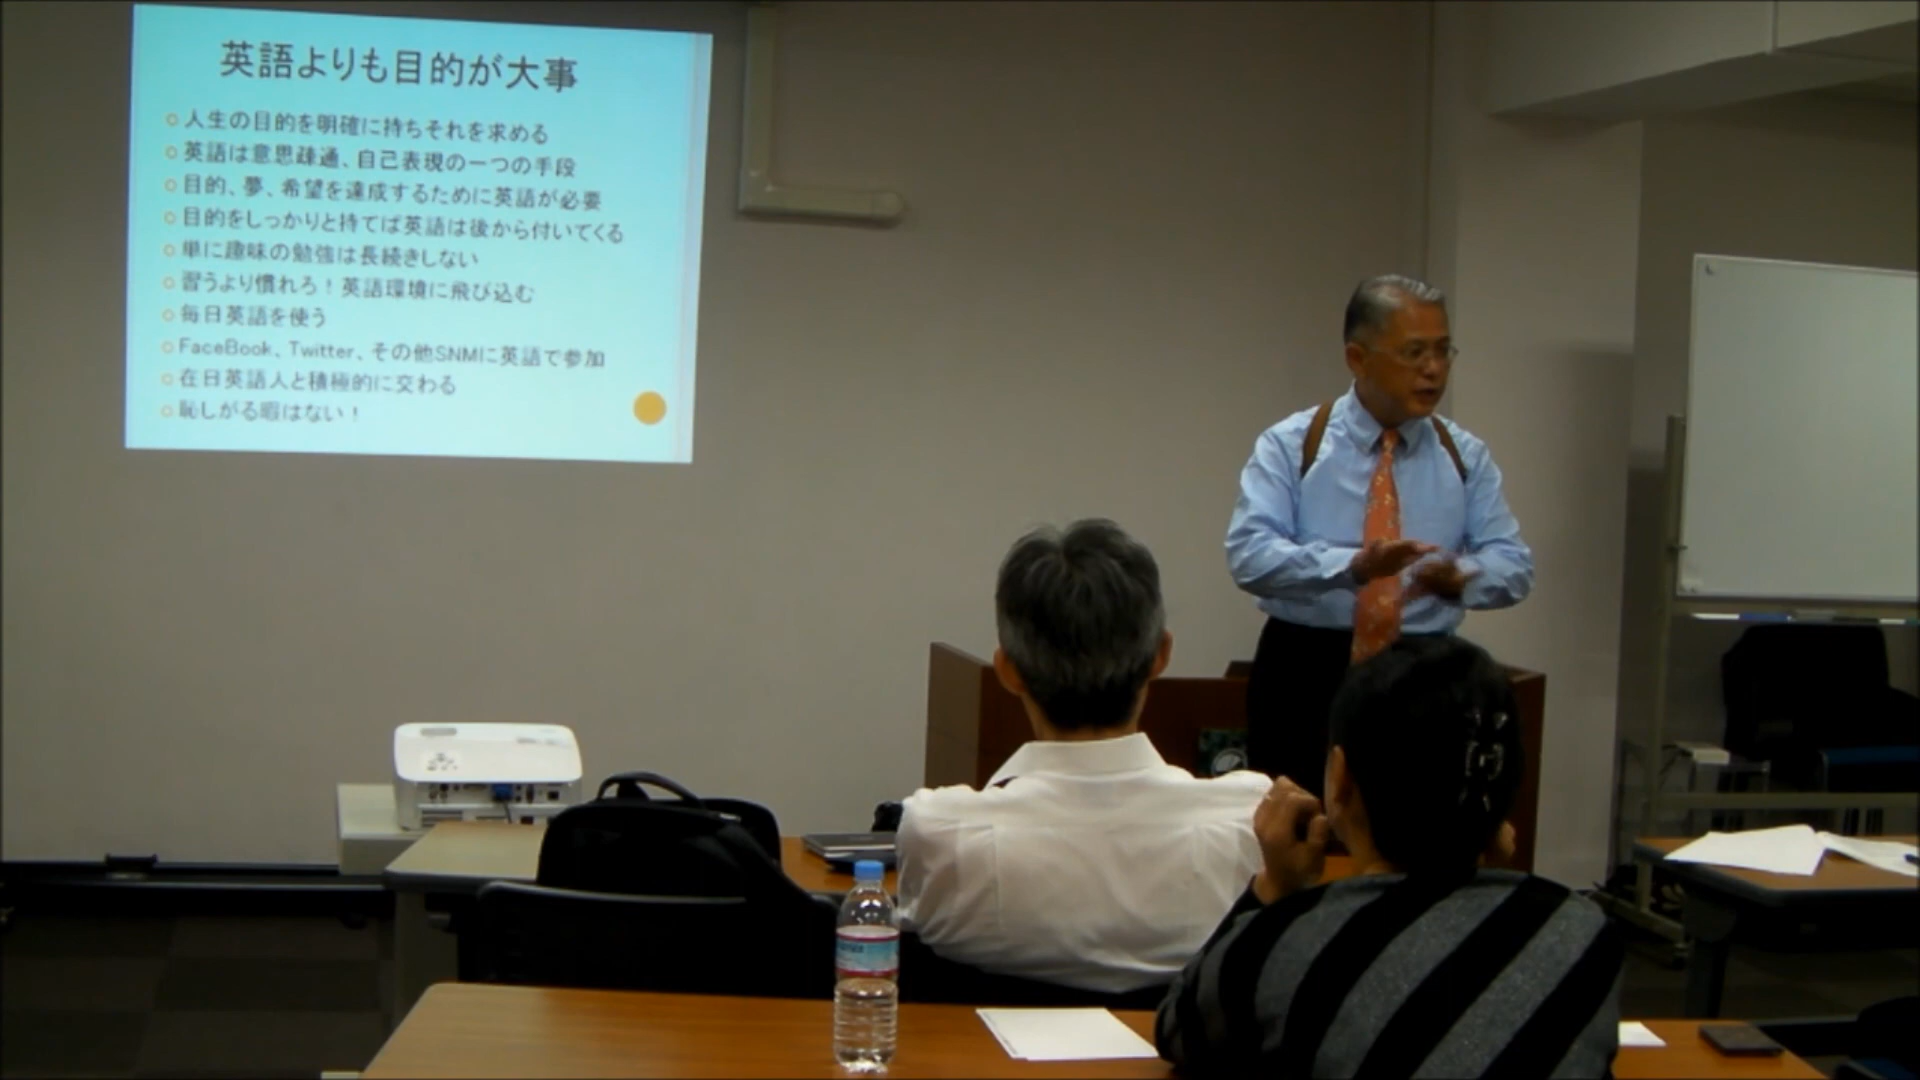 英語よりも目的が大事
人生の目的を明確に持ちそれを求める
英語は意思疎通、自己表現の一つの手段
目的、夢、希望を達成するために英語が必要
目的をしっかりと持てば英語は後から付いてくる
単に趣味の勉強は長続きしない
習うより慣れろ！英語環境に飛び込む
毎日英語を使う
FaceBook、Twitter、その他SNMに英語で参加
在日英語人と積極的に交わる
恥しがる暇はない！